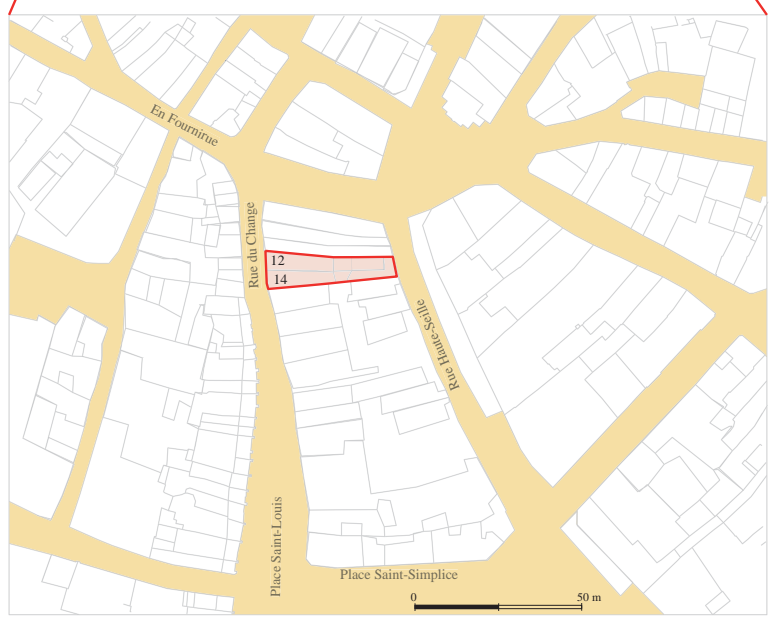 En Fournirue
Rue du Change
12
14
Rue Haute-Seille
Place Saint-Louis
Place Saint-Simplice
0 50 m